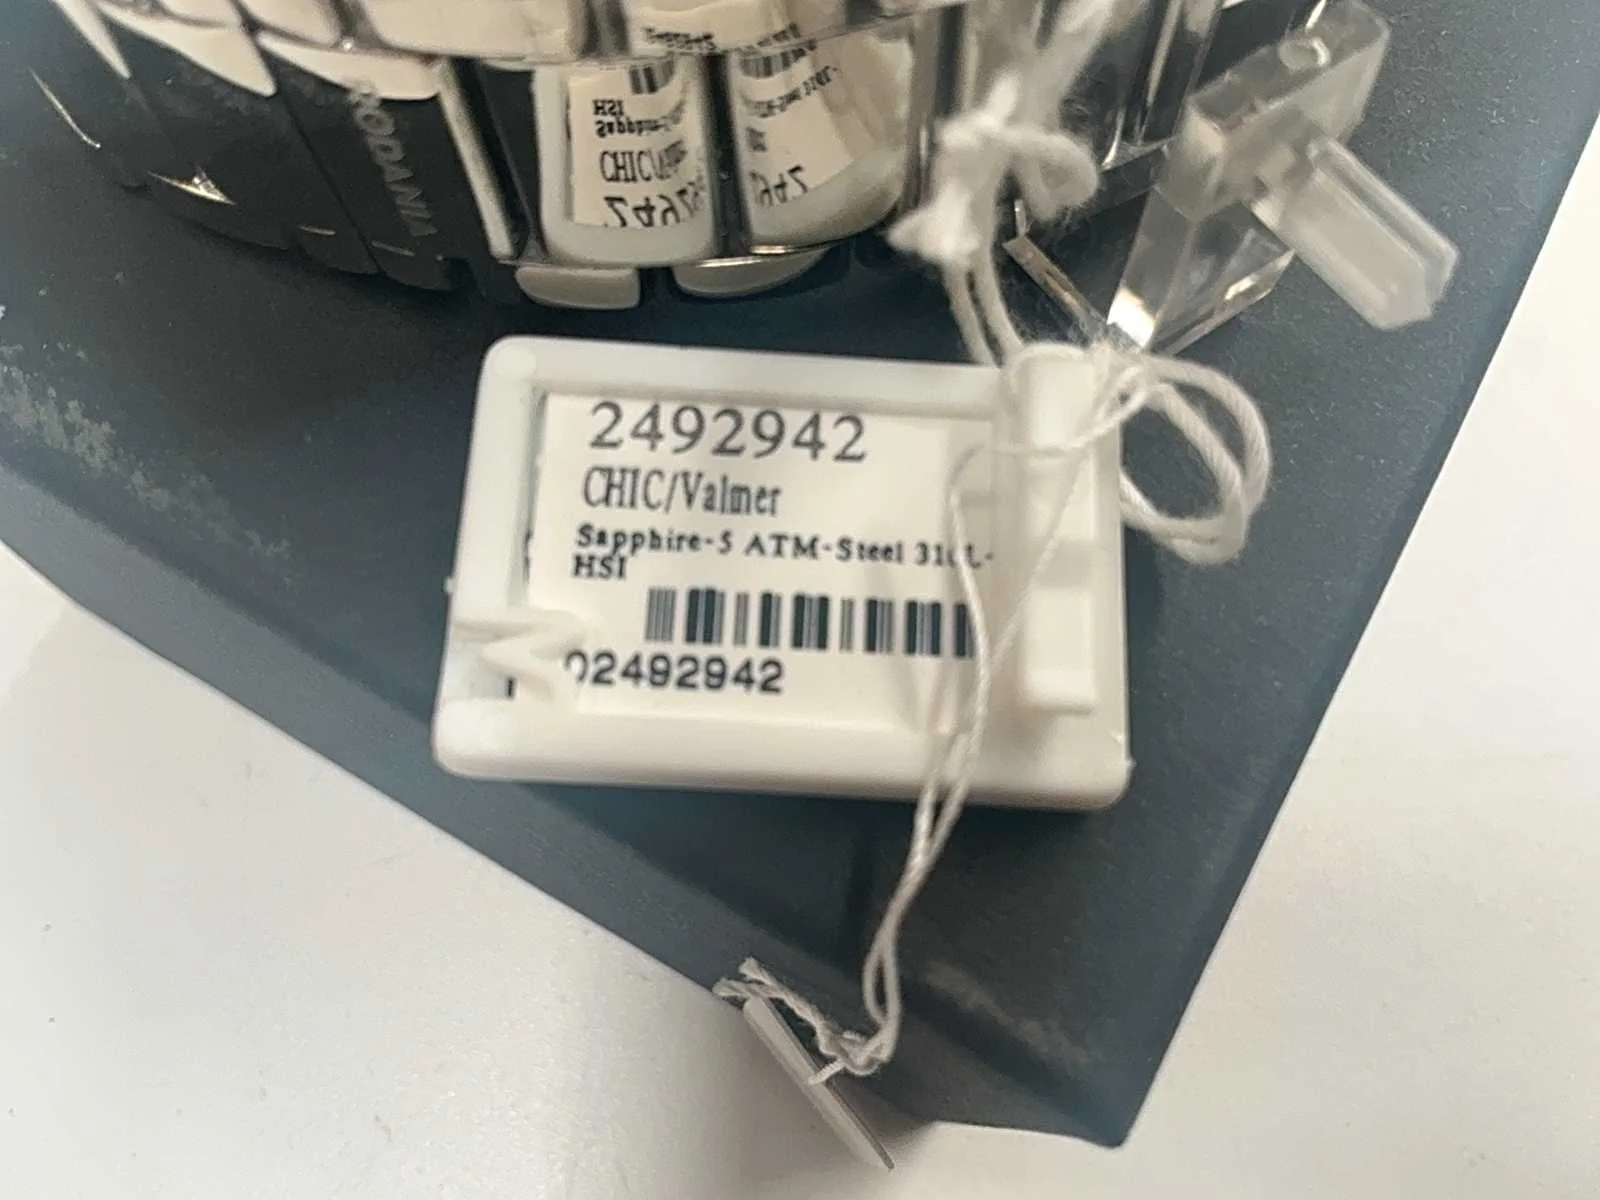 RODANIA
2492942
CHIC/Valmer
Sapphire-5 ATM-Steel 316L-
HSI
02492942